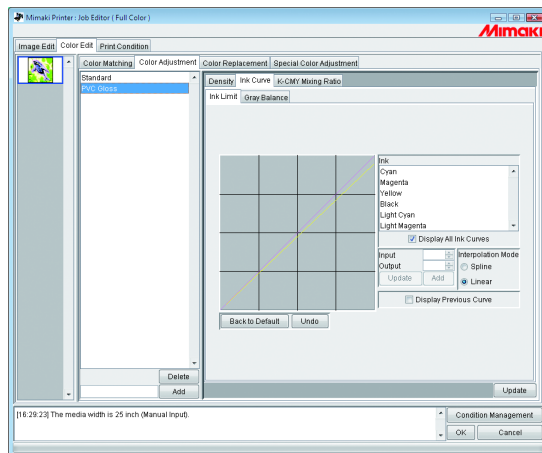 Mimaki Printer : Job Editor ( Full Color )
Mimaki
Image Edit Color Edit Print Condition
Color Matching Color Adjustment Color Replacement Special Color Adjustment
Standard
PVC Gloss
Density Ink Curve K-CMY Mixing Ratio
Ink Limit Gray Balance
Ink
Cyan
Magenta
Yellow
Black
Light Cyan
Light Magenta
Display All Ink Curves
Input
Output
Update Add
Interpolation Mode
Spline
Linear
Display Previous Curve
Back to Default Undo
Delete
Add
Update
[16:29:23] The media width is 25 inch (Manual Input).
Condition Management
OK Cancel